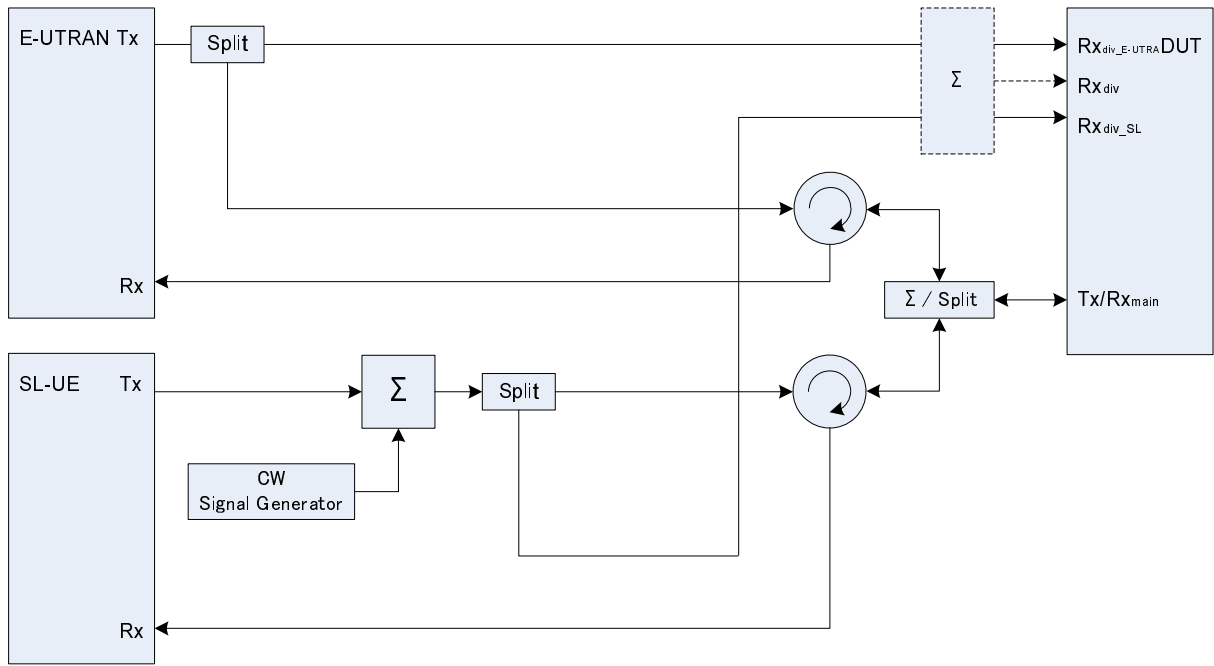 E-UTRAN Tx
Split
Σ
Rxdiv_E-UTRA DUT
Rxdiv
Rxdiv_SL
Rx
Σ / Split
Tx/Rxmain
SL-UE Tx
Σ
Split
CW
Signal Generator
Rx